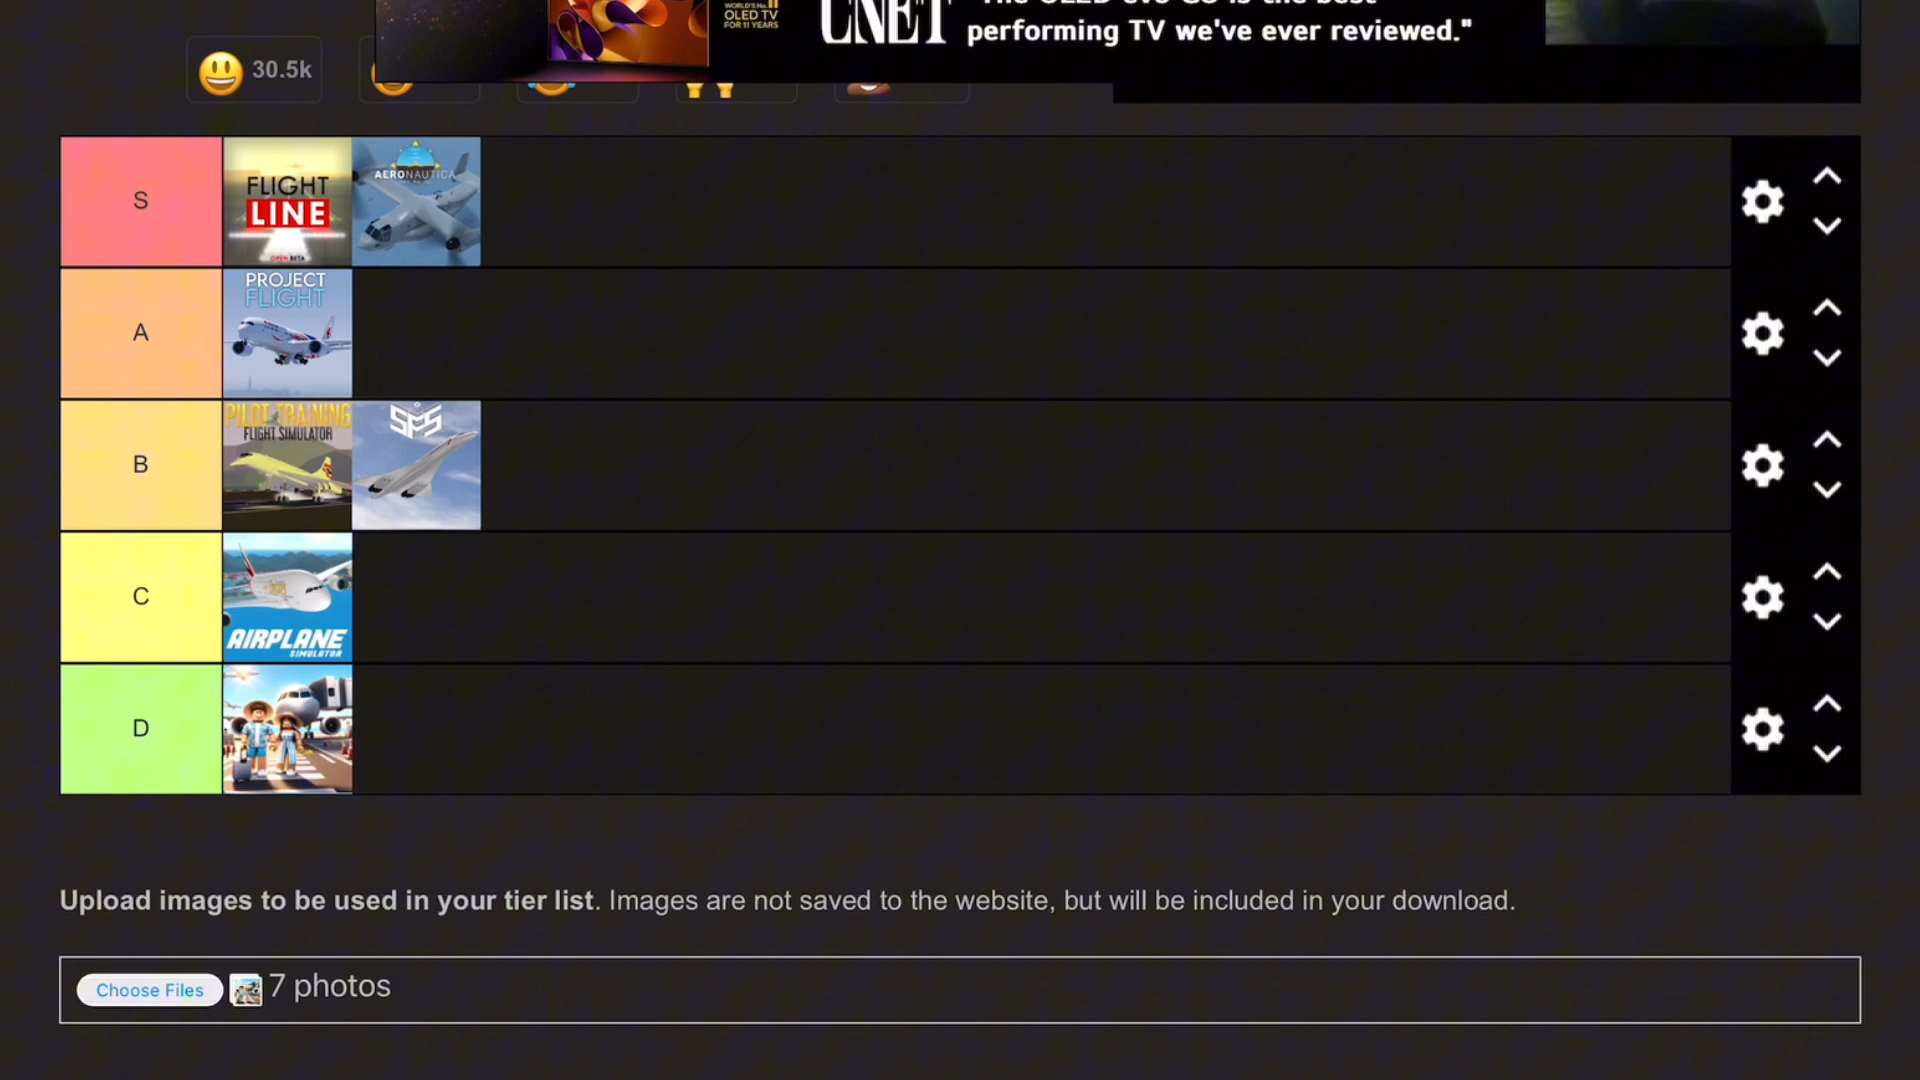 WORLD'S No.1
OLED TV
FOR 11 YEARS
CNET
performing TV we've ever reviewed."
30.5k
S
FLIGHT
LINE
OPEN BETA
AERONAUTICA
A
PROJECT
FLIGHT
B
PILOT TRAINING
FLIGHT SIMULATOR
SFS
C
AIRPLANE
SIMULATOR
D
Upload images to be used in your tier list. Images are not saved to the website, but will be included in your download.
Choose Files
7 photos